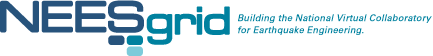 NEESgrid
Building the National Virtual Collaboratory
for Earthquake Engineering.